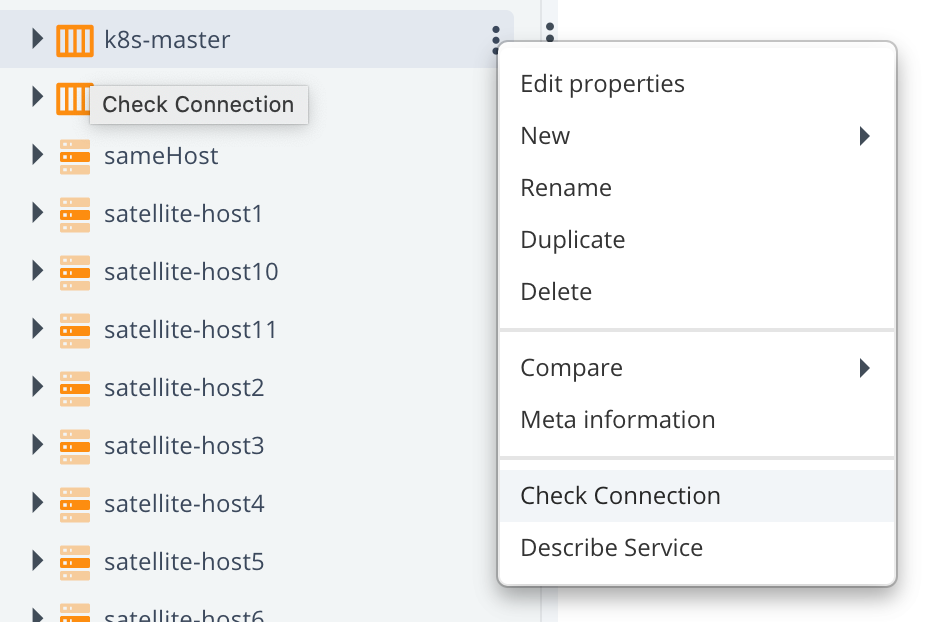 k8s-master
Check Connection
sameHost
satellite-host1
satellite-host10
satellite-host11
satellite-host2
satellite-host3
satellite-host4
satellite-host5
satellite-host6
Edit properties
New
Rename
Duplicate
Delete
Compare
Meta information
Check Connection
Describe Service